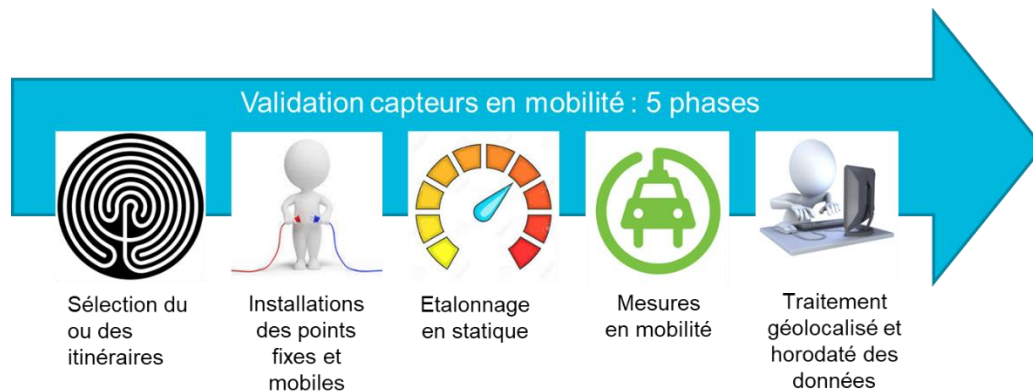 Validation capteurs en mobilité : 5 phases
Sélection du
ou des
itinéraires
Installations
des points
fixes et
mobiles
Etalonnage
en statique
Mesures
en mobilité
Traitement
géolocalisé et
horodaté des
données